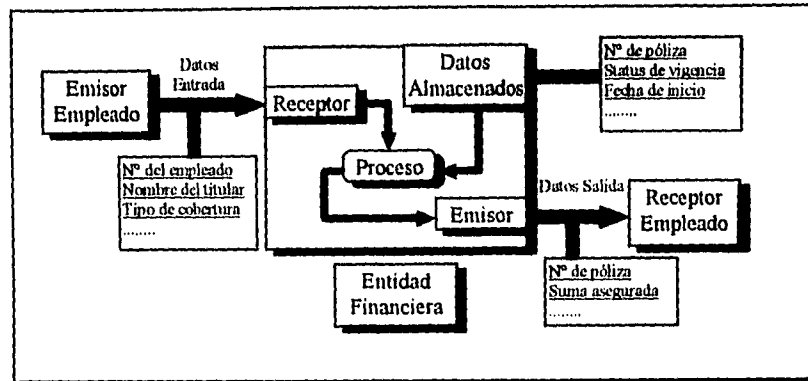 Emisor
Empleado
Datos
Entrada
Nº del empleado
Nombre del titular
Tipo de cobertura
........
Receptor
Datos
Almacenados
Proceso
Emisor
Nº de póliza
Status de vigencia
Fecha de inicio
........
Datos Salida
Receptor
Empleado
Nº de póliza
Suma asegurada
........
Entidad
Financiera